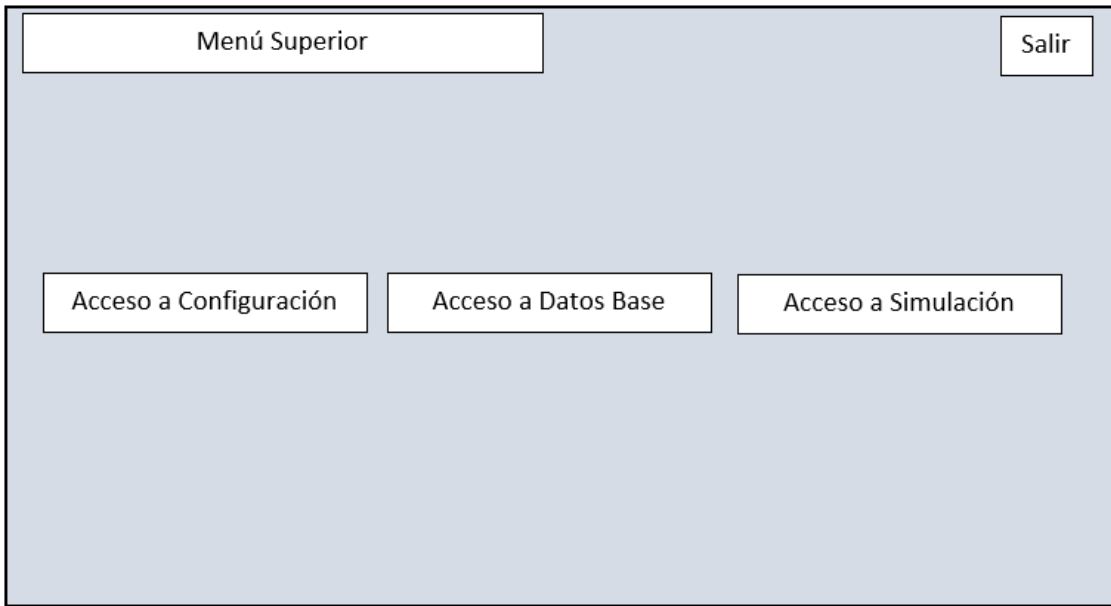 Menú Superior
Salir
Acceso a Configuración
Acceso a Datos Base
Acceso a Simulación